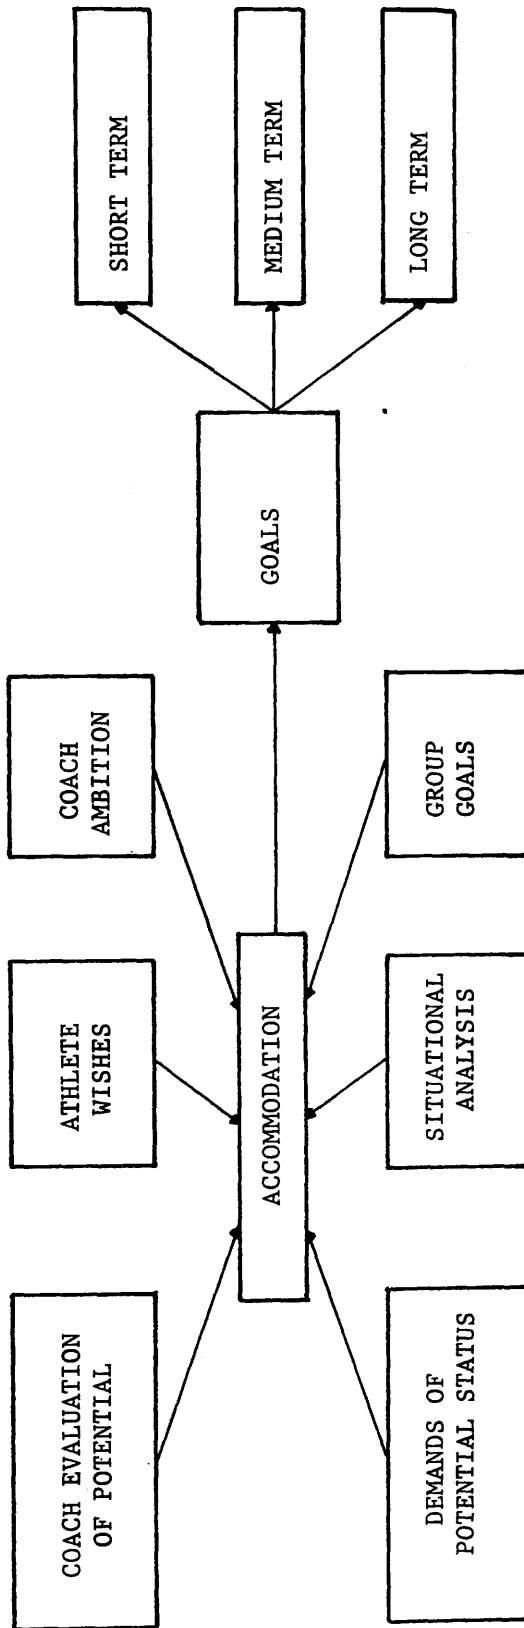 COACH EVALUATION
OF POTENTIAL
ATHLETE
WISHES
COACH
AMBITION
ACCOMMODATION
GOALS
SHORT TERM
MEDIUM TERM
LONG TERM
DEMANDS OF
POTENTIAL STATUS
SITUATIONAL
ANALYSIS
GROUP
GOALS